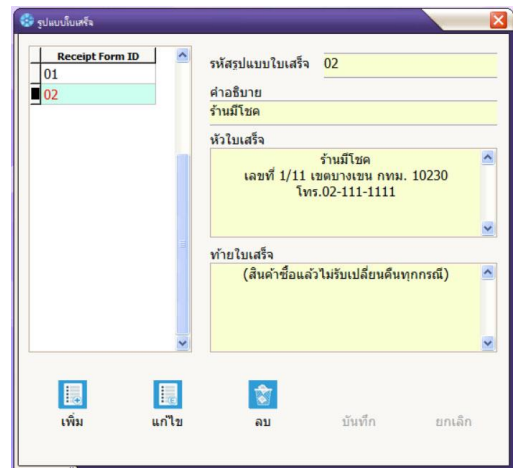 รูปแบบใบเสร็จ
Receipt Form ID
01
02
รหัสรูปแบบใบเสร็จ 02
คำอธิบาย
ร้านมีโชค
หัวใบเสร็จ
ร้านมีโชค
เลขที่ 1/11 เขตบางเขน กทม. 10230
โทร.02-111-1111
ท้ายใบเสร็จ
(สินค้าซื้อแล้วไม่รับเปลี่ยนคืนทุกกรณี)
เพิ่ม แก้ไข ลบ บันทึก ยกเลิก